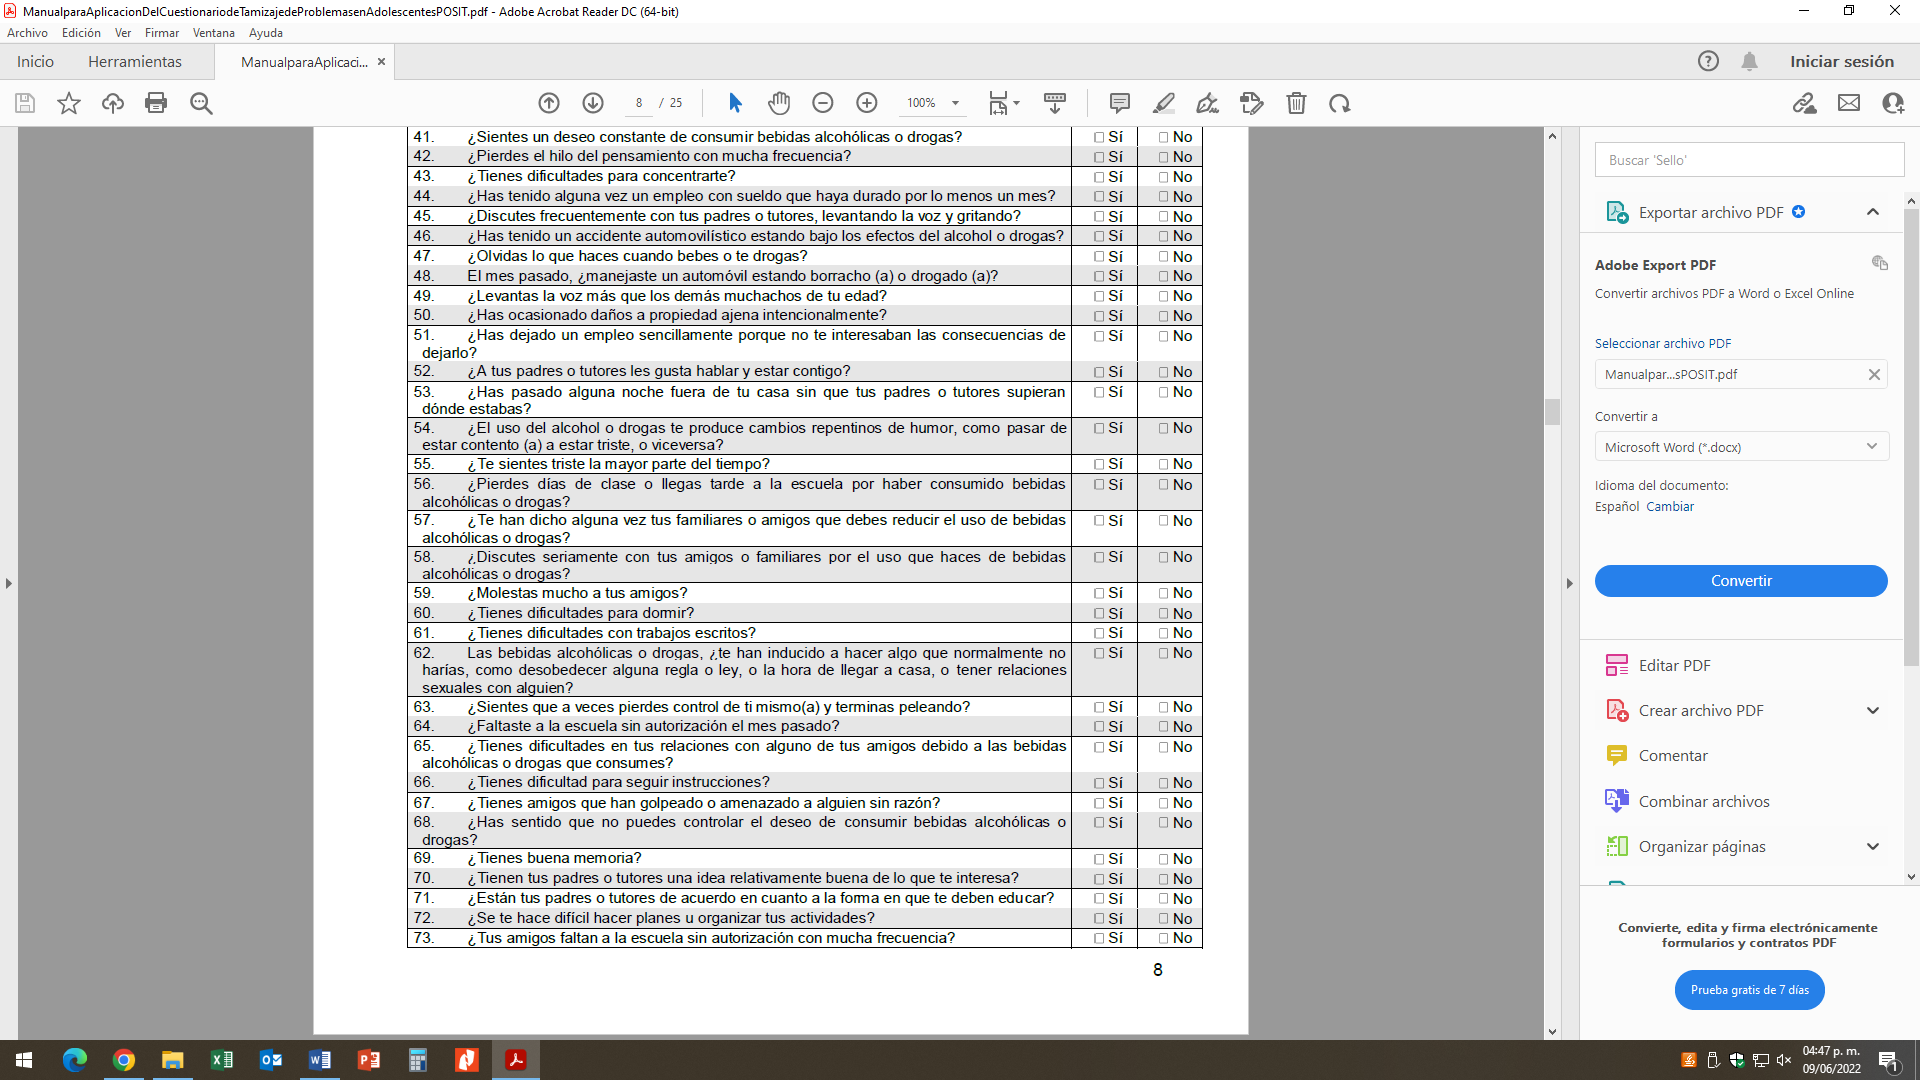 ManualparaAplicacionDelCuestionariodeTamizajedeProblemasenAdolescentesPOSIT.pdf - Adobe Acrobat Reader DC (64-bit)
Archivo Edición Ver Firmar Ventana Ayuda
Inicio Herramientas ManualparaAplicaci... × Iniciar sesión
8 / 25 100%
41. ¿Sientes un deseo constante de consumir bebidas alcohólicas o drogas? Sí No
42. ¿Pierdes el hilo del pensamiento con mucha frecuencia? Sí No
43. ¿Tienes dificultades para concentrarte? Sí No
44. ¿Has tenido alguna vez un empleo con sueldo que haya durado por lo menos un mes? Sí No
45. ¿Discutes frecuentemente con tus padres o tutores, levantando la voz y gritando? Sí No
46. ¿Has tenido un accidente automovilístico estando bajo los efectos del alcohol o drogas? Sí No
47. ¿Olvidas lo que haces cuando bebes o te drogas? Sí No
48. El mes pasado, ¿manejaste un automóvil estando borracho (a) o drogado (a)? Sí No
49. ¿Levantas la voz más que los demás muchachos de tu edad? Sí No
50. ¿Has ocasionado daños a propiedad ajena intencionalmente? Sí No
51. ¿Has dejado un empleo sencillamente porque no te interesaban las consecuencias de Sí No
dejarlo?
52. ¿A tus padres o tutores les gusta hablar y estar contigo? Sí No
53. ¿Has pasado alguna noche fuera de tu casa sin que tus padres o tutores supieran Sí No
dónde estabas?
54. ¿El uso del alcohol o drogas te produce cambios repentinos de humor, como pasar de Sí No
estar contento (a) a estar triste, o viceversa?
55. ¿Te sientes triste la mayor parte del tiempo? Sí No
56. ¿Pierdes días de clase o llegas tarde a la escuela por haber consumido bebidas Sí No
alcohólicas o drogas?
57. ¿Te han dicho alguna vez tus familiares o amigos que debes reducir el uso de bebidas Sí No
alcohólicas o drogas?
58. ¿Discutes seriamente con tus amigos o familiares por el uso que haces de bebidas Sí No
alcohólicas o drogas?
59. ¿Molestas mucho a tus amigos? Sí No
60. ¿Tienes dificultades para dormir? Sí No
61. ¿Tienes dificultades con trabajos escritos? Sí No
62. Las bebidas alcohólicas o drogas, ¿te han inducido a hacer algo que normalmente no Sí No
harías, como desobedecer alguna regla o ley, o la hora de llegar a casa, o tener relaciones
sexuales con alguien?
63. ¿Sientes que a veces pierdes control de ti mismo(a) y terminas peleando? Sí No
64. ¿Faltaste a la escuela sin autorización el mes pasado? Sí No
65. ¿Tienes dificultades en tus relaciones con alguno de tus amigos debido a las bebidas Sí No
alcohólicas o drogas que consumes?
66. ¿Tienes dificultad para seguir instrucciones? Sí No
67. ¿Tienes amigos que han golpeado o amenazado a alguien sin razón? Sí No
68. ¿Has sentido que no puedes controlar el deseo de consumir bebidas alcohólicas o Sí No
drogas?
69. ¿Tienes buena memoria? Sí No
70. ¿Tienen tus padres o tutores una idea relativamente buena de lo que te interesa? Sí No
71. ¿Están tus padres o tutores de acuerdo en cuanto a la forma en que te deben educar? Sí No
72. ¿Se te hace difícil hacer planes u organizar tus actividades? Sí No
73. ¿Tus amigos faltan a la escuela sin autorización con mucha frecuencia? Sí No
8
Buscar 'Sello'
Exportar archivo PDF
Adobe Export PDF
Convertir archivos PDF a Word o Excel Online
Seleccionar archivo PDF
Manualpar...sPOSIT.pdf
Convertir a
Microsoft Word (*.docx)
Idioma del documento:
Español Cambiar
Convertir
Editar PDF
Crear archivo PDF
Comentar
Combinar archivos
Organizar páginas
Convierte, edita y firma electrónicamente
formularios y contratos PDF
Prueba gratis de 7 días
04:47 p. m.
09/06/2022
1